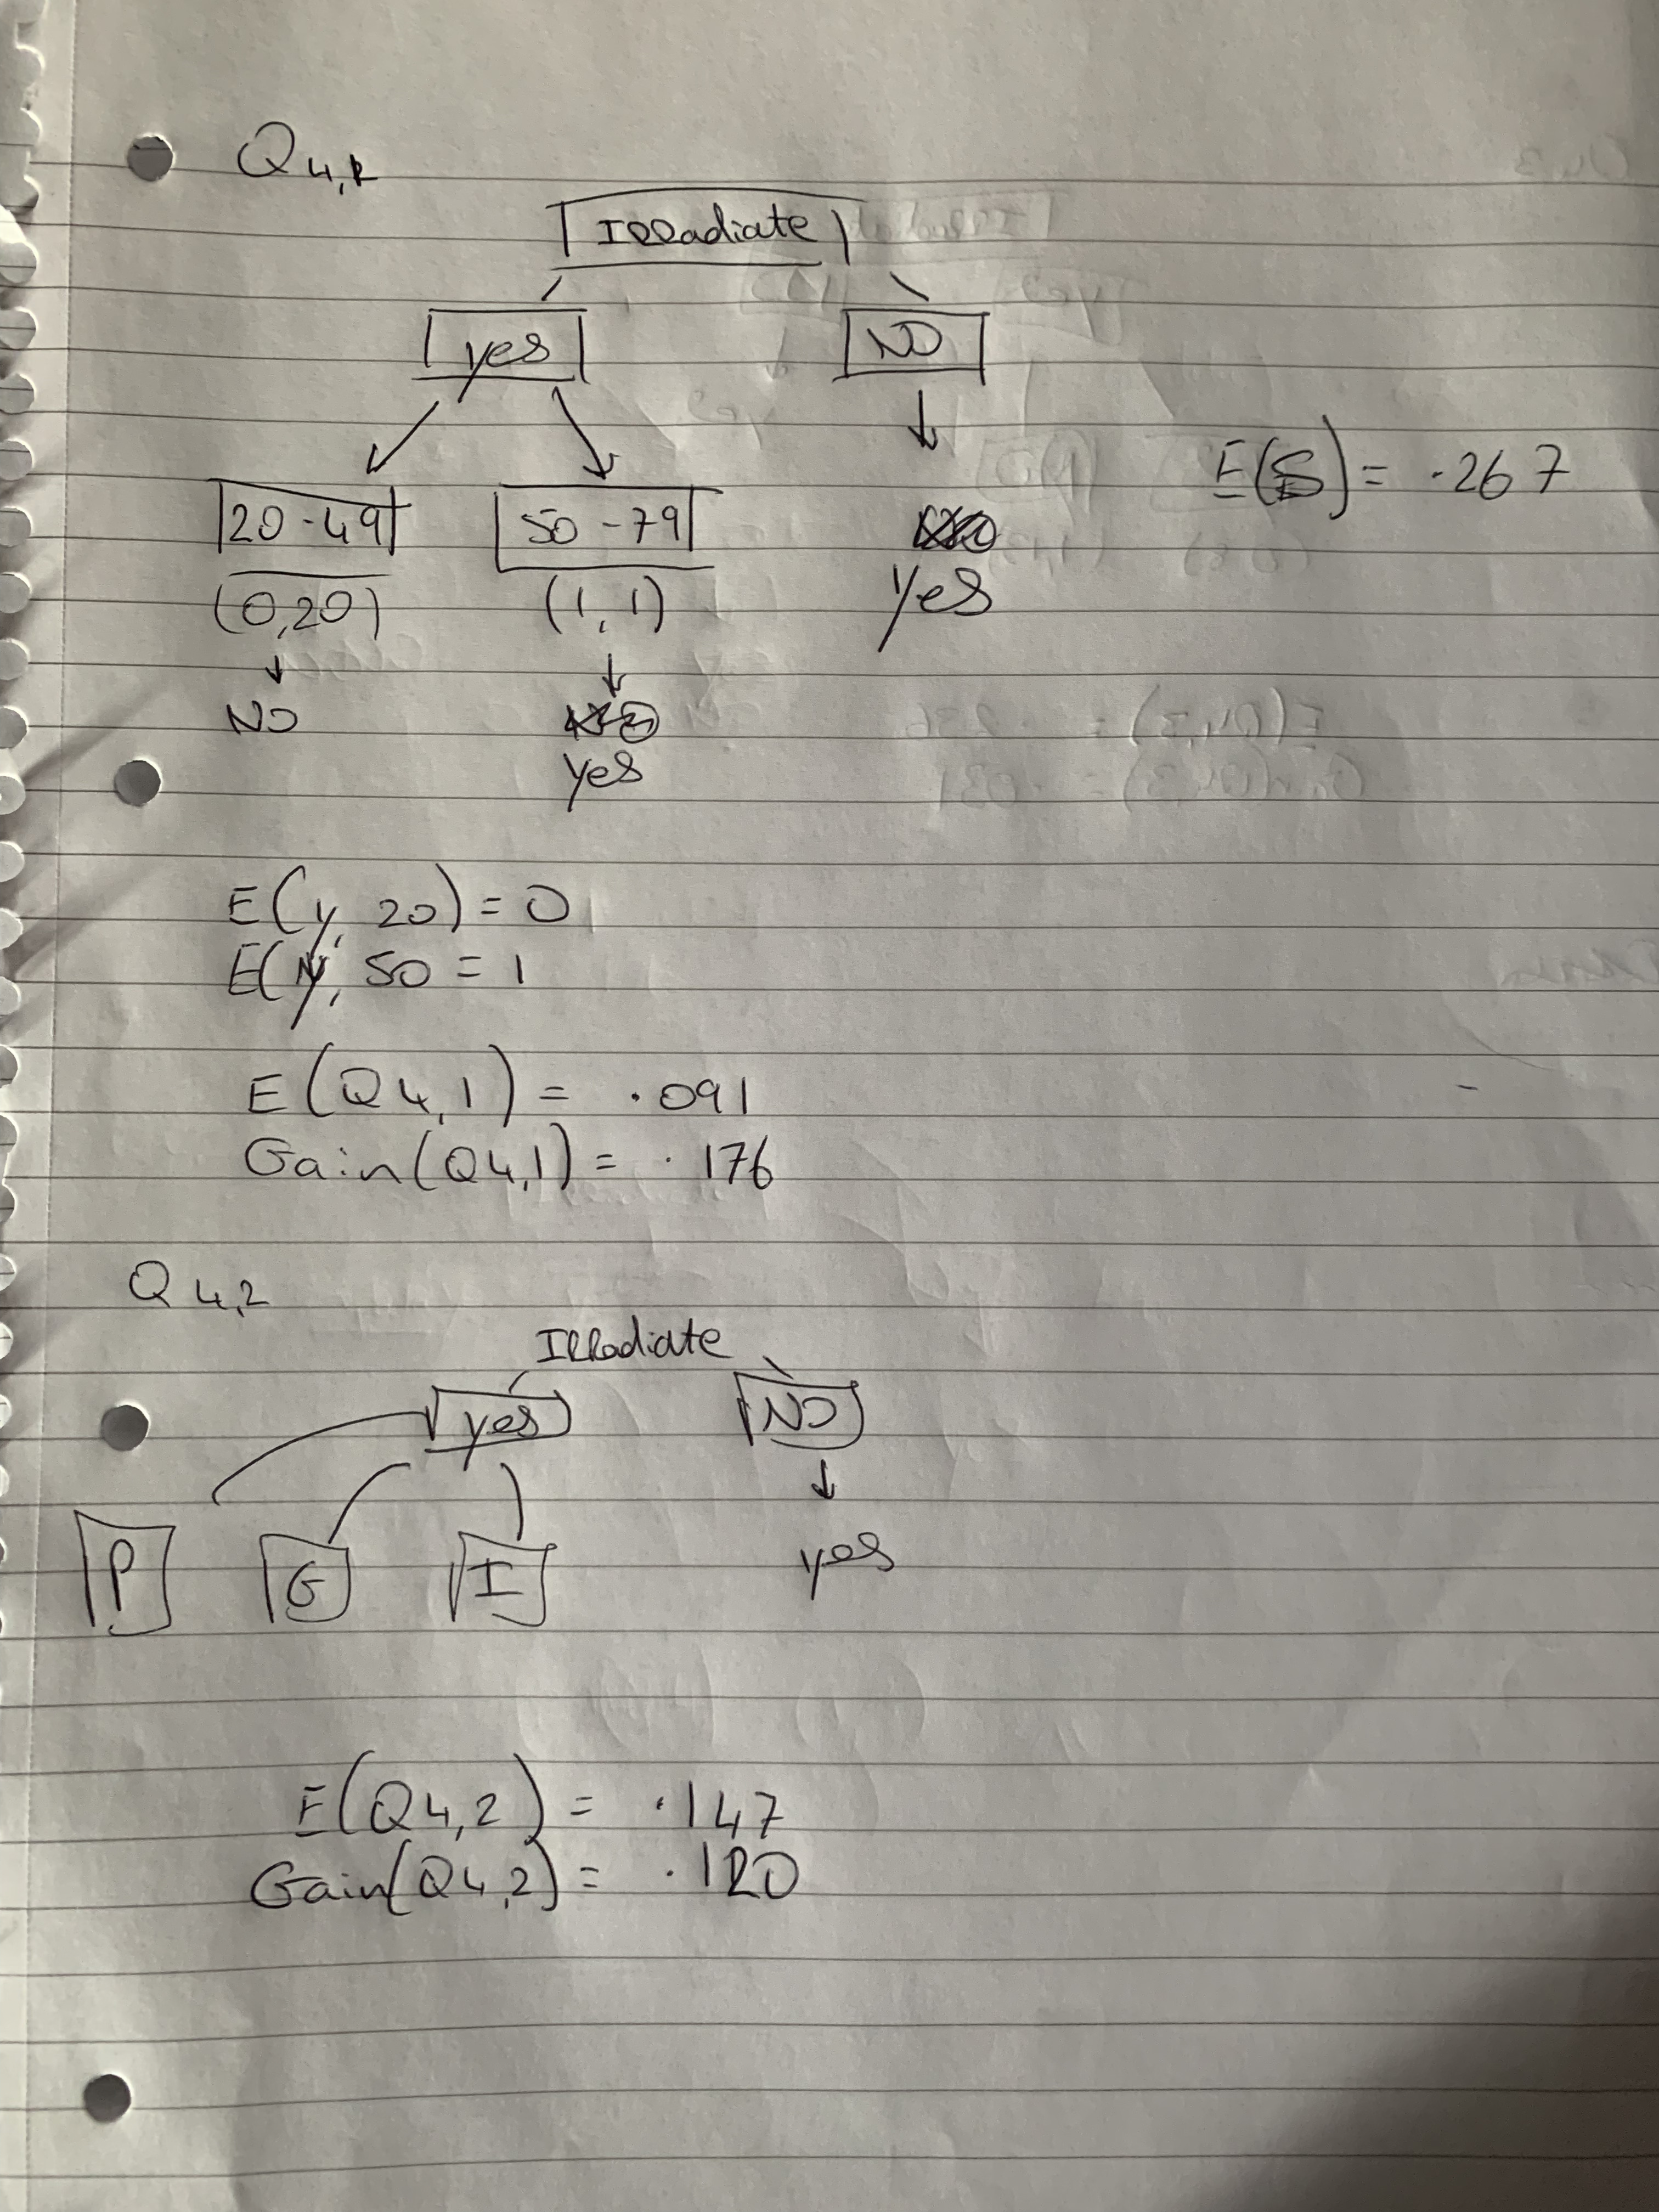 Q4,1
Irradiate
yes NO
E(S) = .267
20-49 50-79
(0,20) (1,1) yes
NO
yes
E(y, 20) = 0
E(y, 50 = 1
E(Q4,1) = .091
Gain(Q4,1) = .176
Q4,2
Irradiate
yes NO
P G I yes
E(Q4,2) = .147
Gain(Q4,2) = .120